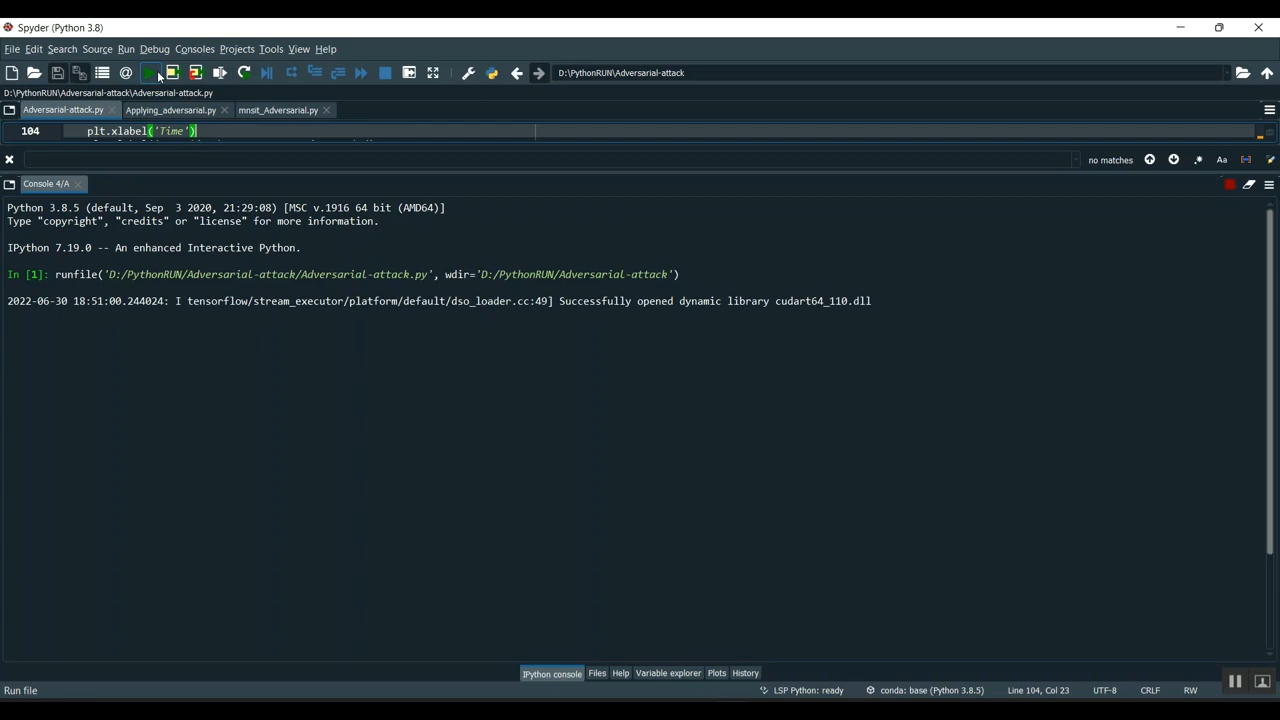 Spyder (Python 3.8)
File Edit Search Source Run Debug Consoles Projects Tools View Help
D:\PythonRUN\Adversarial-attack
D:\PythonRUN\Adversarial-attack\Adversarial-attack.py
Adversarial-attack.py Applying_adversarial.py mnsit_Adversarial.py
104 plt.xlabel('Time')
no matches Aa
Console 4/A
Python 3.8.5 (default, Sep 3 2020, 21:29:08) [MSC v.1916 64 bit (AMD64)]
Type "copyright", "credits" or "license" for more information.
IPython 7.19.0 -- An enhanced Interactive Python.
In [1]: runfile('D:/PythonRUN/Adversarial-attack/Adversarial-attack.py', wdir='D:/PythonRUN/Adversarial-attack')
2022-06-30 18:51:00.244024: I tensorflow/stream_executor/platform/default/dso_loader.cc:49] Successfully opened dynamic library cudart64_110.dll
IPython console Files Help Variable explorer Plots History
Run file LSP Python: ready conda: base (Python 3.8.5) Line 104, Col 23 UTF-8 CRLF RW